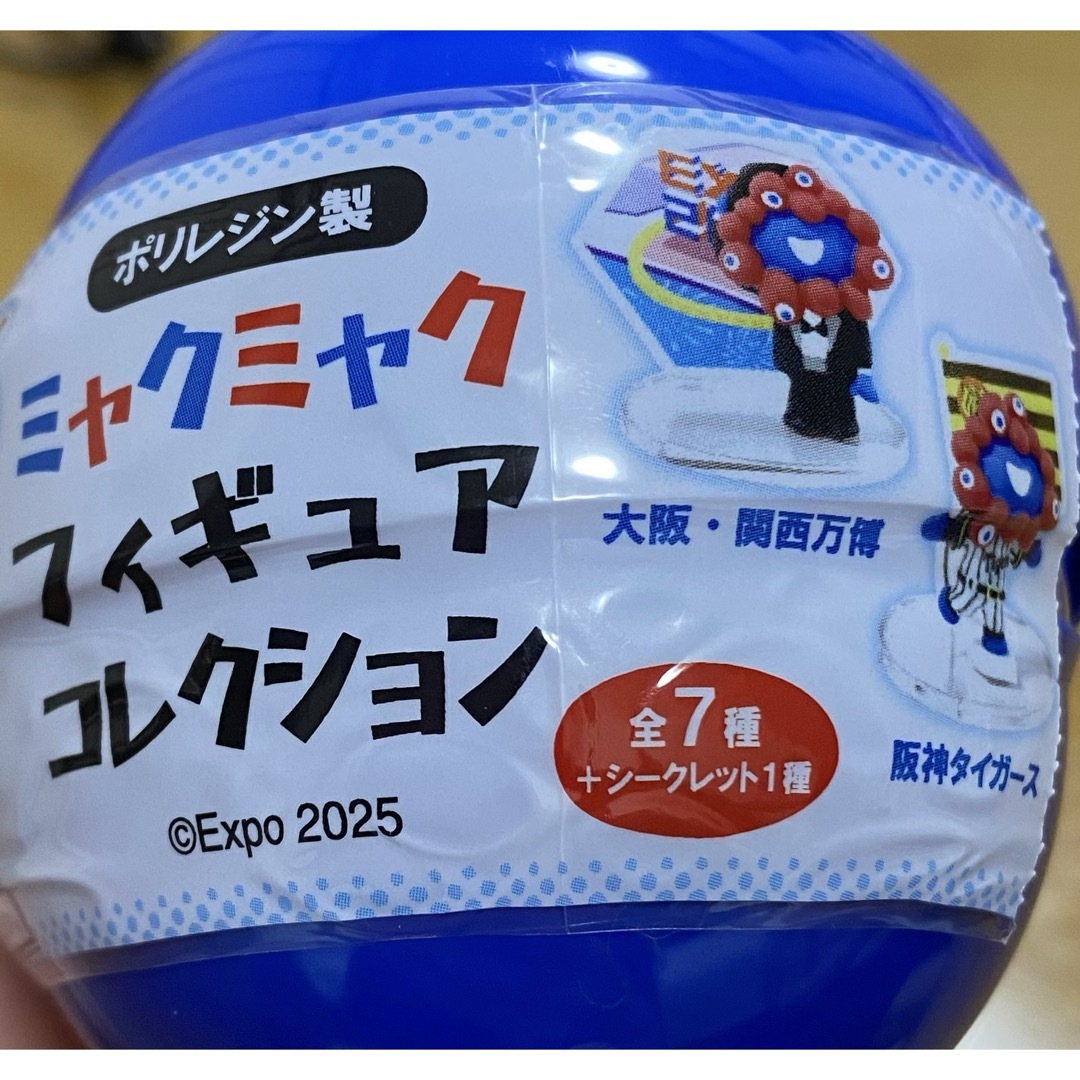 ポリレジン製
ミャクミャク
フィギュア
コレクション
©Expo 2025
大阪・関西万博
阪神タイガース
全7種
+シークレット1種